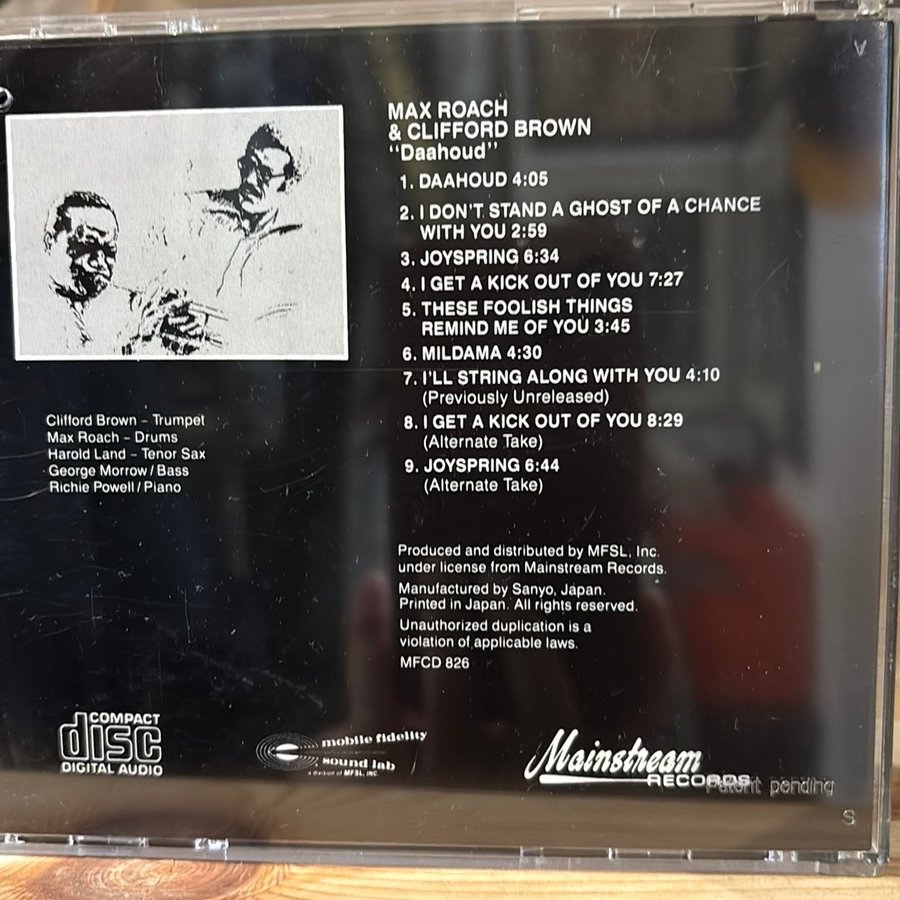 MAX ROACH
& CLIFFORD BROWN
"Daahoud"
1. DAAHOUD 4:05
2. I DON'T STAND A GHOST OF A CHANCE
WITH YOU 2:59
3. JOYSPRING 6:34
4. I GET A KICK OUT OF YOU 7:27
5. THESE FOOLISH THINGS
REMIND ME OF YOU 3:45
6. MILDAMA 4:30
7. I'LL STRING ALONG WITH YOU 4:10
(Previously Unreleased)
8. I GET A KICK OUT OF YOU 8:29
(Alternate Take)
9. JOYSPRING 6:44
(Alternate Take)
Clifford Brown – Trumpet
Max Roach – Drums
Harold Land – Tenor Sax
George Morrow / Bass
Richie Powell / Piano
Produced and distributed by MFSL, Inc.
under license from Mainstream Records.
Manufactured by Sanyo, Japan.
Printed in Japan. All rights reserved.
Unauthorized duplication is a
violation of applicable laws.
MFCD 826
COMPACT
disc
DIGITAL AUDIO
mobile fidelity
sound lab
a division of MFSL, INC.
Mainstream
RECORDS
Patent pending
V
S